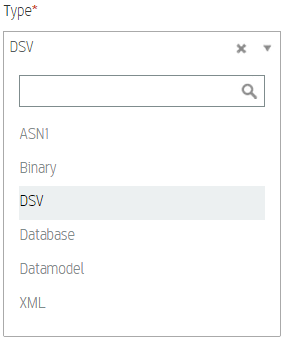 Type*
DSV
ASN1
Binary
DSV
Database
Datamodel
XML